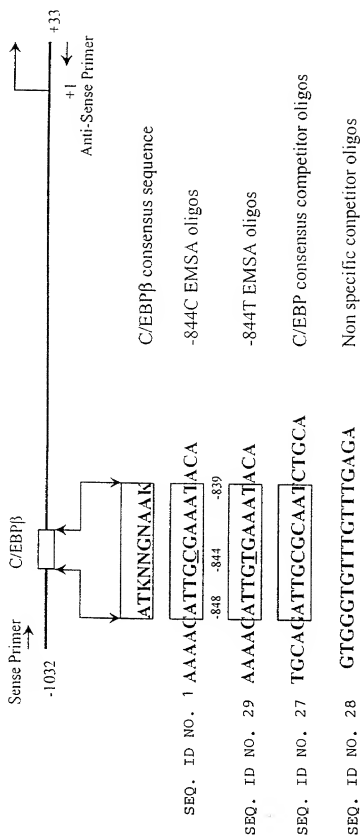 Sense Primer
C/EBPβ
-1032
+1
+33
Anti-Sense Primer
ATKNNGNAAK C/EBPβ consensus sequence
SEQ. ID NO. 1 AAAACATTGCGAAATACA -844C EMSA oligos
-848 -844 -839
SEQ. ID NO. 29 AAAACATTGTGAAATACA -844T EMSA oligos
SEQ. ID NO. 27 TGCAGATTGCGCAATCTGCA C/EBP consensus competitor oligos
SEQ. ID NO. 28 GTGGGTGTTTGTTTGAGA Non specific conpetitor oligos